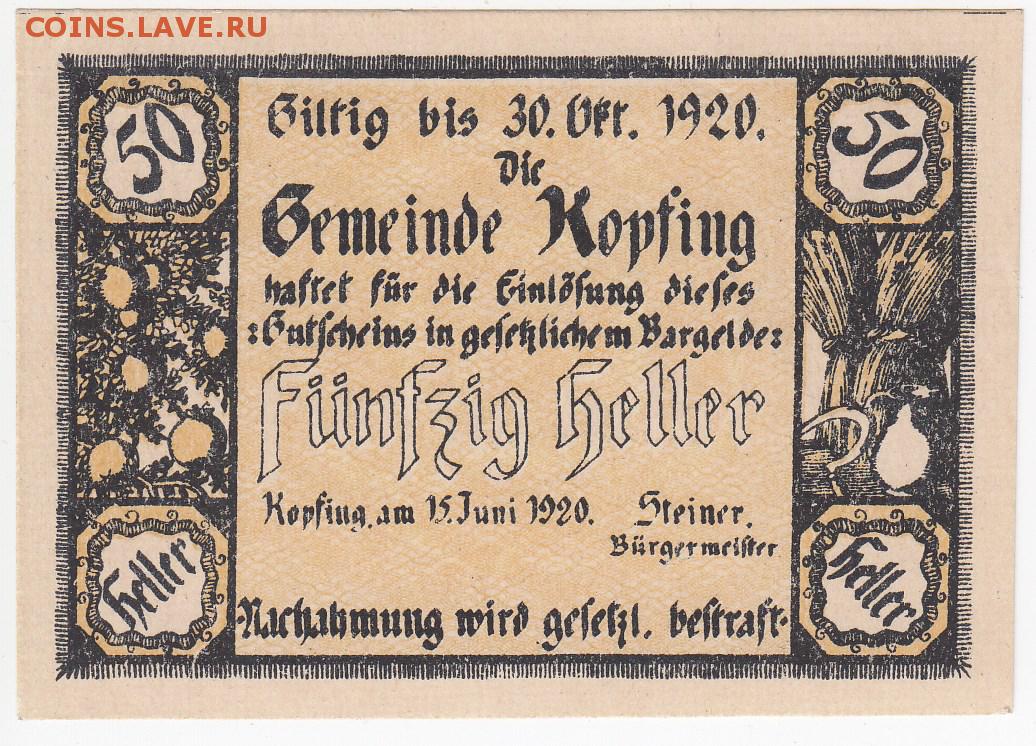 COINS.LAVE.RU
50
Giltig bis 30. Okt. 1920.
50
Die
Gemeinde Kopfing
haftet für die Einlösung dieses
:Gutscheins in gesetzlichem Bargelde:
Fünfzig Heller
Kopfing, am 15. Juni 1920. Steiner,
Bürgermeister
Heller
Heller
·Nachahmung wird gesetzl. bestraft·